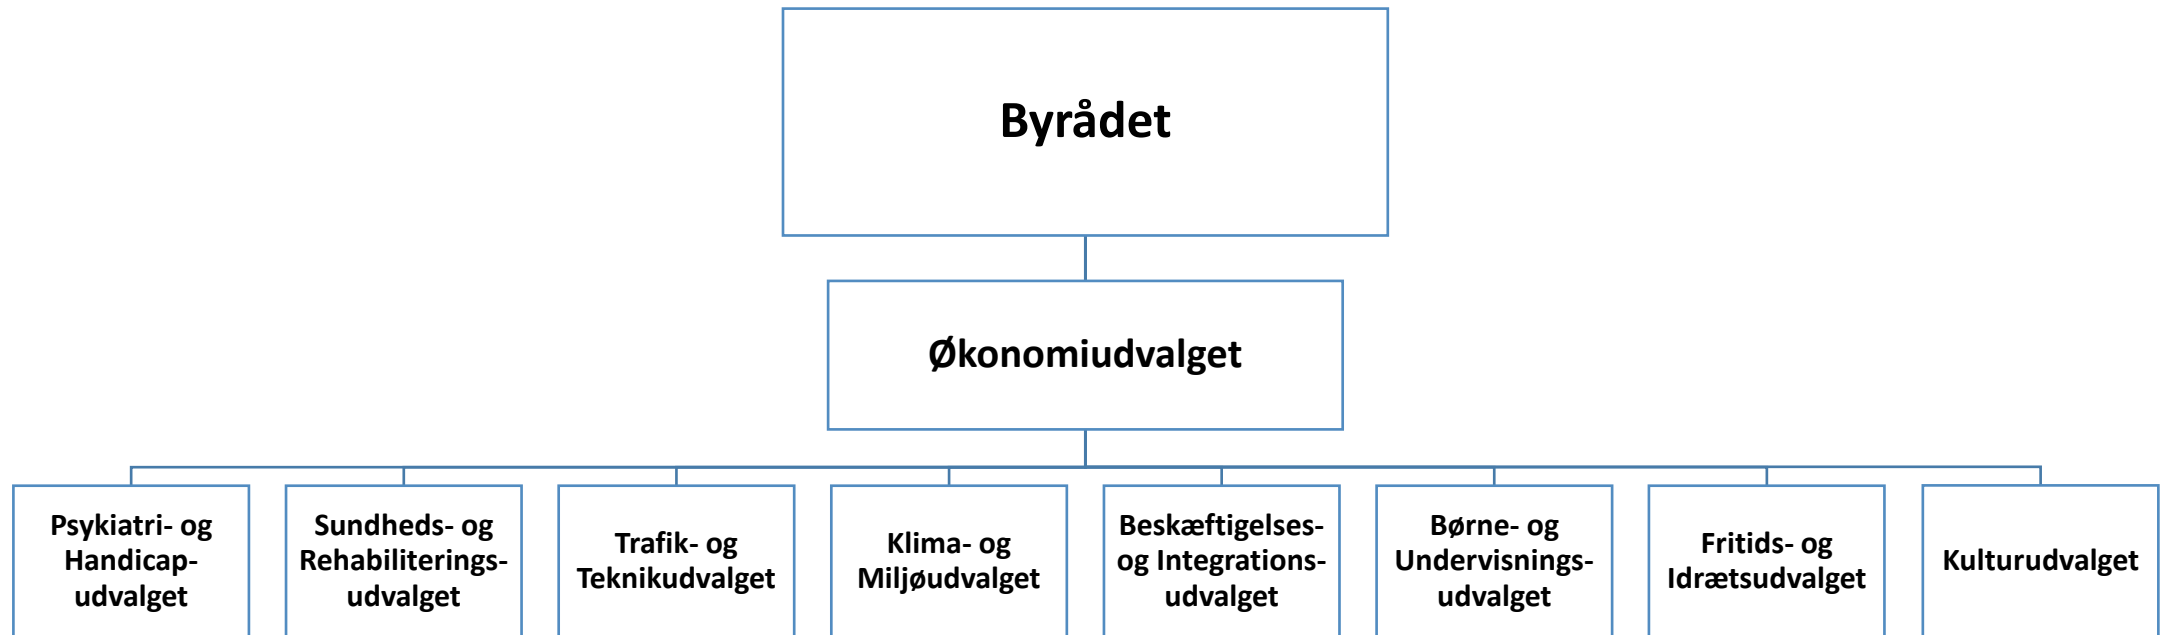 Byrådet
Økonomiudvalget
Psykiatri- og
Handicap-
udvalget
Sundheds- og
Rehabiliterings-
udvalget
Trafik- og
Teknikudvalget
Klima- og
Miljøudvalget
Beskæftigelses-
og Integrations-
udvalget
Børne- og
Undervisnings-
udvalget
Fritids- og
Idrætsudvalget
Kulturudvalget